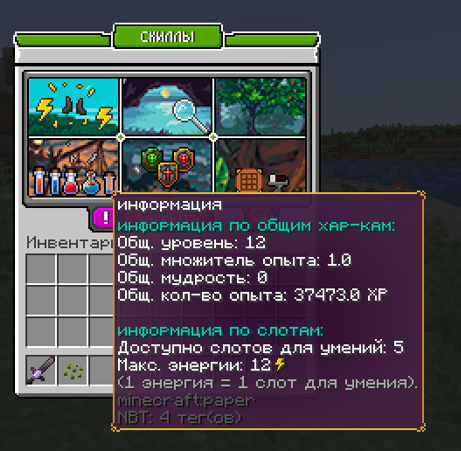 СКИЛЛЫ
Инвентарь
информация
информация по общим хар-кам:
Общ. уровень: 12
Общ. множитель опыта: 1.0
Общ. мудрость: 0
Общ. кол-во опыта: 37473.0 XP
информация по слотам:
Доступно слотов для умений: 5
Макс. энергии: 12⚡
(1 энергия = 1 слот для умения).
minecraft:paper
NBT: 4 тег(ов)